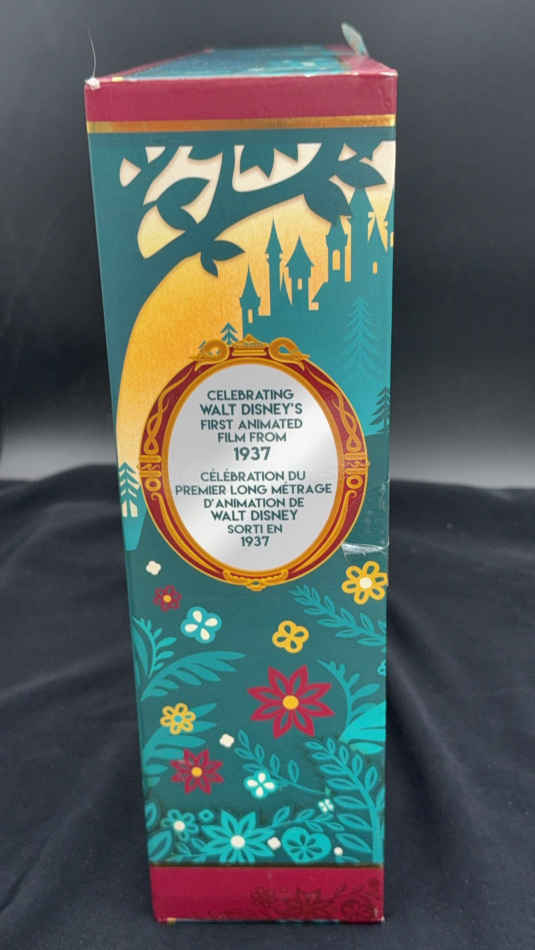 CELEBRATING
WALT DISNEY'S
FIRST ANIMATED
FILM FROM
1937
CÉLÉBRATION DU
PREMIER LONG MÉTRAGE
D'ANIMATION DE
WALT DISNEY
SORTI EN
1937